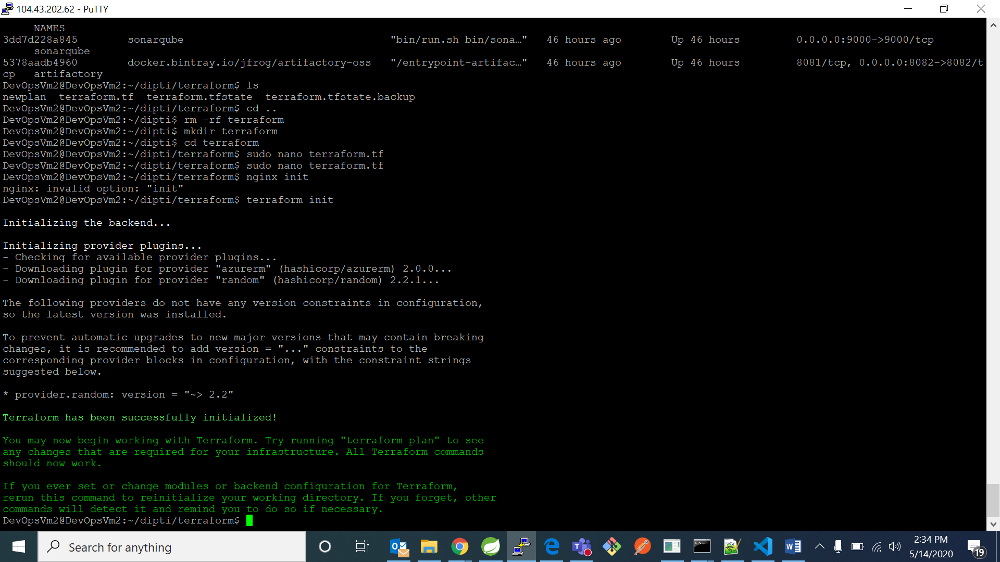 104.43.202.62 - PuTTY
NAMES
3dd7d228a845 sonarqube "bin/run.sh bin/sona…" 46 hours ago Up 46 hours 0.0.0.0:9000->9000/tcp
sonarqube
5378aadb4960 docker.bintray.io/jfrog/artifactory-oss "/entrypoint-artifac…" 46 hours ago Up 46 hours 8081/tcp, 0.0.0.0:8082->8082/t
cp artifactory
DevOpsVm2@DevOpsVm2:~/dipti/terraform$ ls
newplan terraform.tf terraform.tfstate terraform.tfstate.backup
DevOpsVm2@DevOpsVm2:~/dipti/terraform$ cd ..
DevOpsVm2@DevOpsVm2:~/dipti$ rm -rf terraform
DevOpsVm2@DevOpsVm2:~/dipti$ mkdir terraform
DevOpsVm2@DevOpsVm2:~/dipti$ cd terraform
DevOpsVm2@DevOpsVm2:~/dipti/terraform$ sudo nano terraform.tf
DevOpsVm2@DevOpsVm2:~/dipti/terraform$ sudo nano terraform.tf
DevOpsVm2@DevOpsVm2:~/dipti/terraform$ nginx init
nginx: invalid option: "init"
DevOpsVm2@DevOpsVm2:~/dipti/terraform$ terraform init
Initializing the backend...
Initializing provider plugins...
- Checking for available provider plugins...
- Downloading plugin for provider "azurerm" (hashicorp/azurerm) 2.0.0...
- Downloading plugin for provider "random" (hashicorp/random) 2.2.1...
The following providers do not have any version constraints in configuration,
so the latest version was installed.
To prevent automatic upgrades to new major versions that may contain breaking
changes, it is recommended to add version = "..." constraints to the
corresponding provider blocks in configuration, with the constraint strings
suggested below.
* provider.random: version = "~> 2.2"
Terraform has been successfully initialized!
You may now begin working with Terraform. Try running "terraform plan" to see
any changes that are required for your infrastructure. All Terraform commands
should now work.
If you ever set or change modules or backend configuration for Terraform,
rerun this command to reinitialize your working directory. If you forget, other
commands will detect it and remind you to do so if necessary.
DevOpsVm2@DevOpsVm2:~/dipti/terraform$
Search for anything
2:34 PM
5/14/2020
19